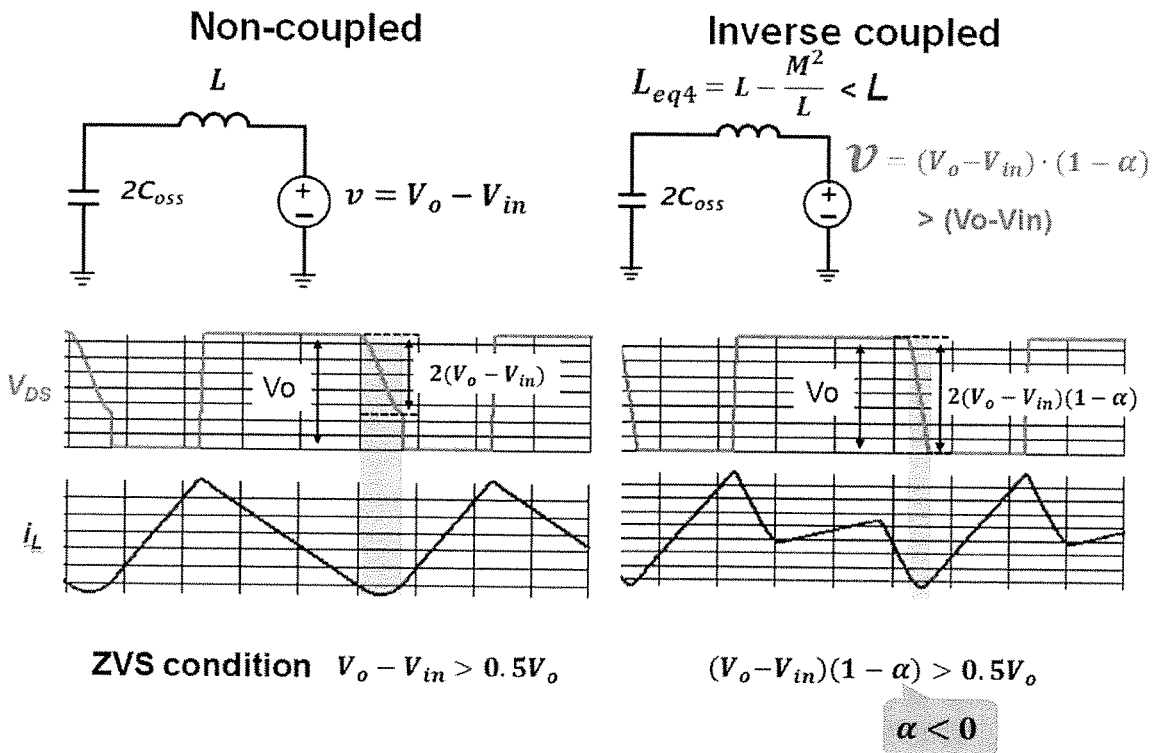 Non-coupled
L
2C_oss
v = V_o − V_in
Inverse coupled
L_eq4 = L − M²/L < L
2C_oss
v = (V_o−V_in)·(1 − α)
> (Vo-Vin)
V_DS
Vo
2(V_o − V_in)
Vo
2(V_o − V_in)(1−α)
i_L
ZVS condition V_o − V_in > 0.5V_o
(V_o−V_in)(1 − α) > 0.5V_o
α < 0